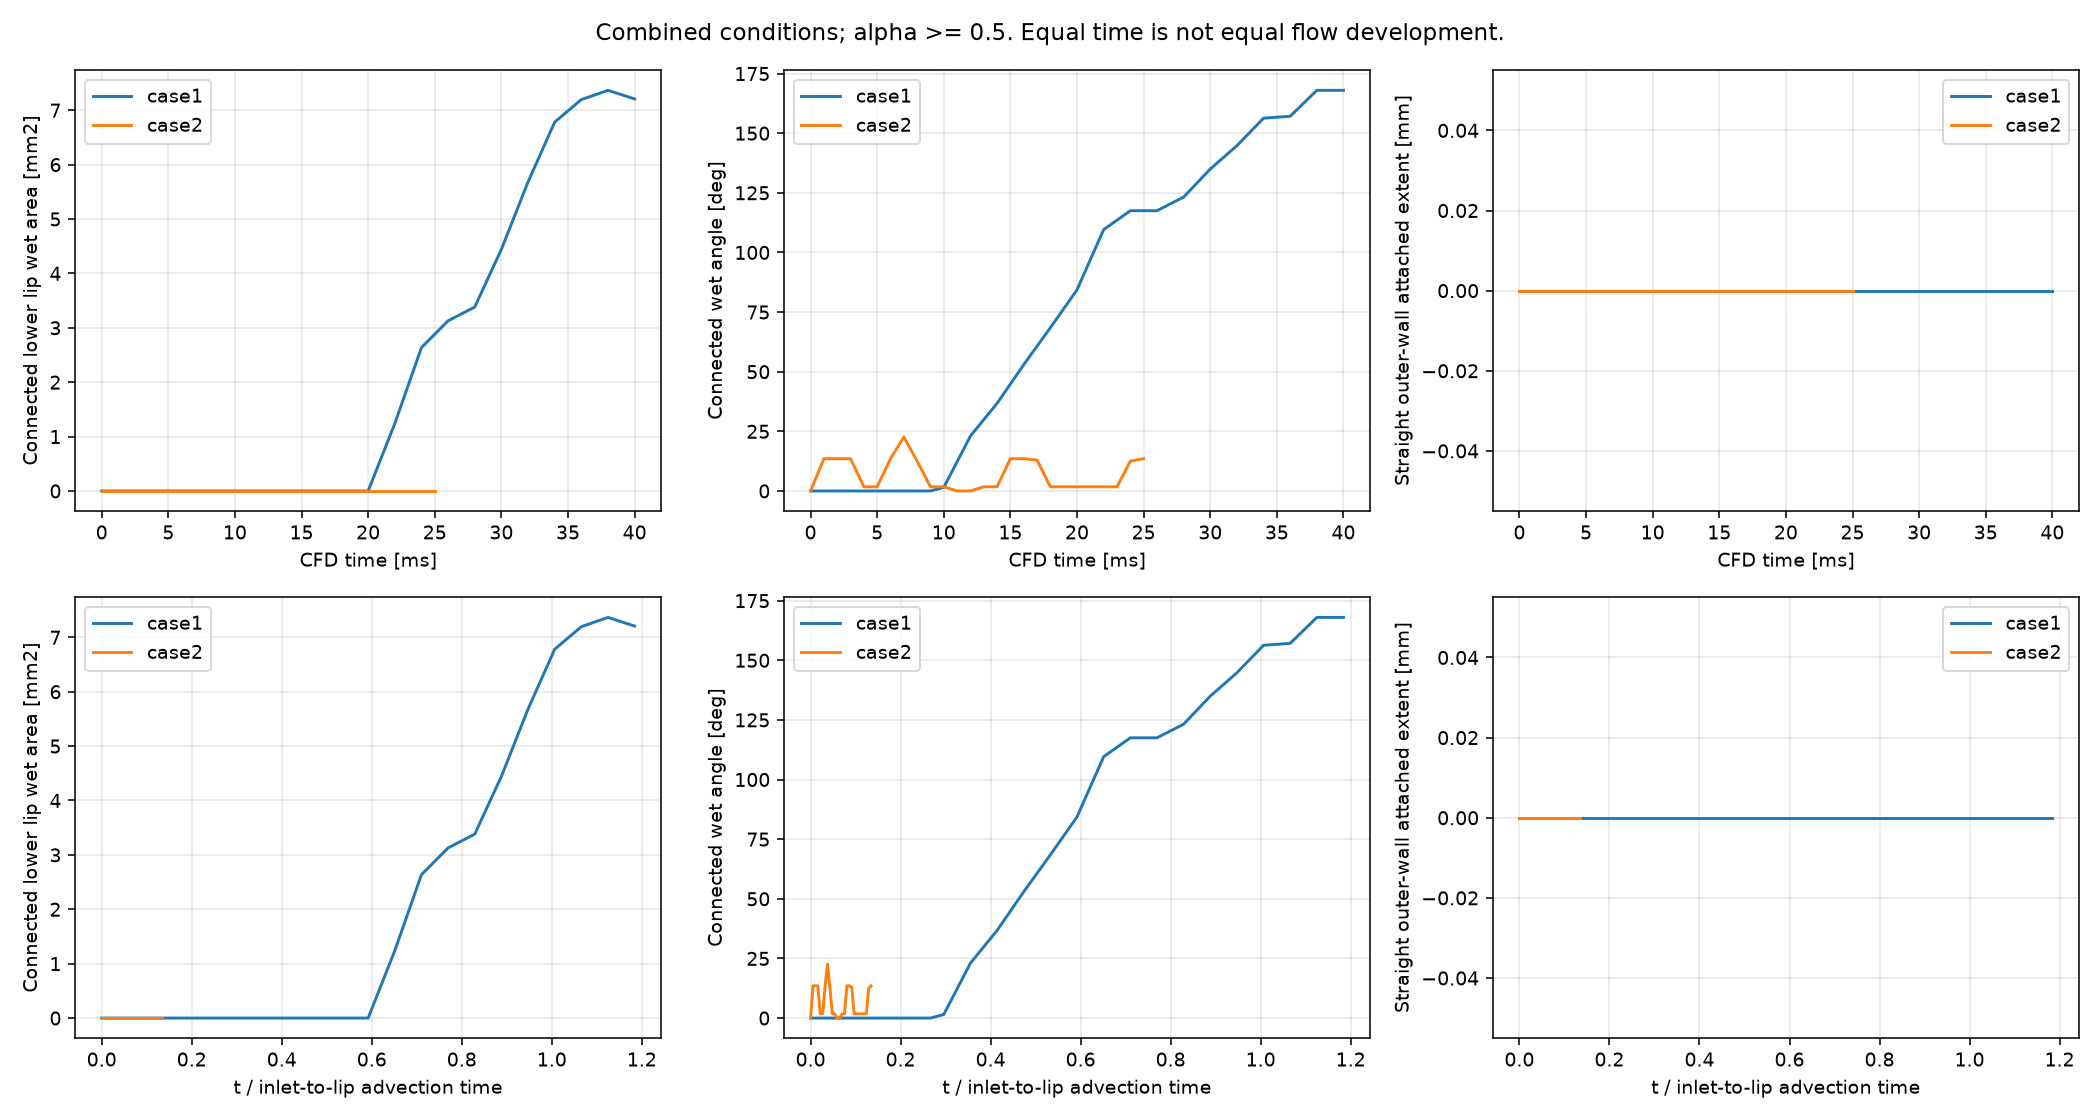 Combined conditions; alpha >= 0.5. Equal time is not equal flow development.
Connected lower lip wet area [mm2]
7
6
5
4
3
2
1
0
case1
case2
0 5 10 15 20 25 30 35 40
CFD time [ms]
Connected wet angle [deg]
175
150
125
100
75
50
25
0
case1
case2
0 5 10 15 20 25 30 35 40
CFD time [ms]
Straight outer-wall attached extent [mm]
0.04
0.02
0.00
−0.02
−0.04
case1
case2
0 5 10 15 20 25 30 35 40
CFD time [ms]
Connected lower lip wet area [mm2]
7
6
5
4
3
2
1
0
case1
case2
0.0 0.2 0.4 0.6 0.8 1.0 1.2
t / inlet-to-lip advection time
Connected wet angle [deg]
175
150
125
100
75
50
25
0
case1
case2
0.0 0.2 0.4 0.6 0.8 1.0 1.2
t / inlet-to-lip advection time
Straight outer-wall attached extent [mm]
0.04
0.02
0.00
−0.02
−0.04
case1
case2
0.0 0.2 0.4 0.6 0.8 1.0 1.2
t / inlet-to-lip advection time